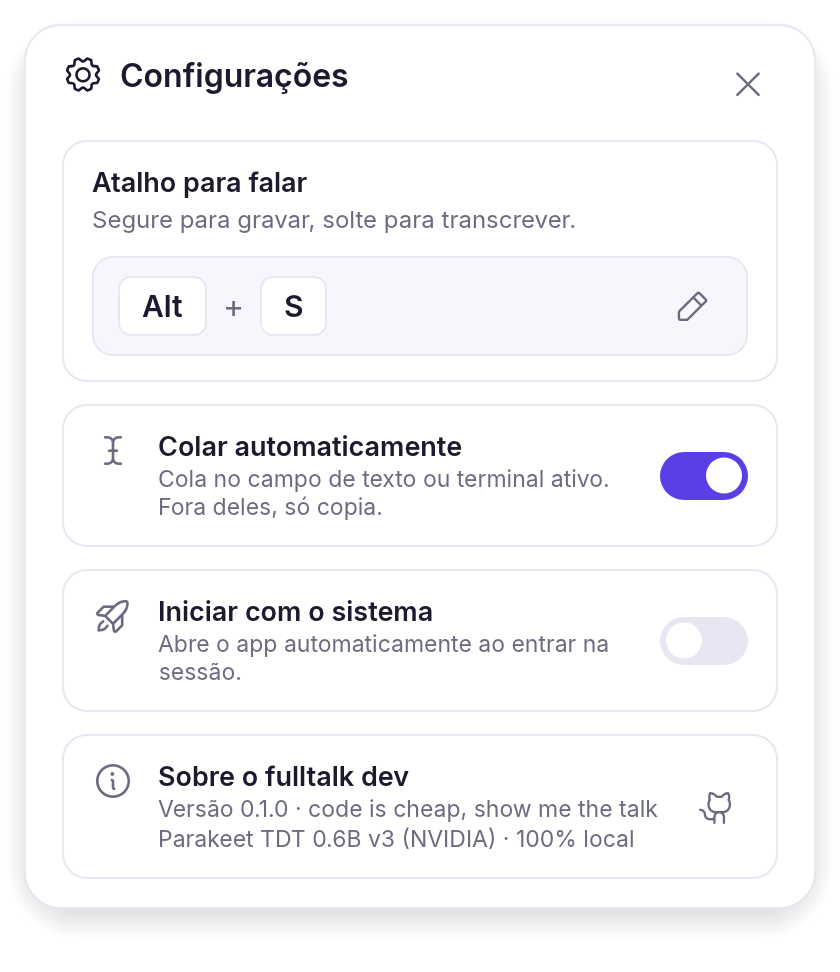 Configurações
Atalho para falar
Segure para gravar, solte para transcrever.
Alt + S
Colar automaticamente
Cola no campo de texto ou terminal ativo.
Fora deles, só copia.
Iniciar com o sistema
Abre o app automaticamente ao entrar na
sessão.
Sobre o fulltalk dev
Versão 0.1.0 · code is cheap, show me the talk
Parakeet TDT 0.6B v3 (NVIDIA) · 100% local